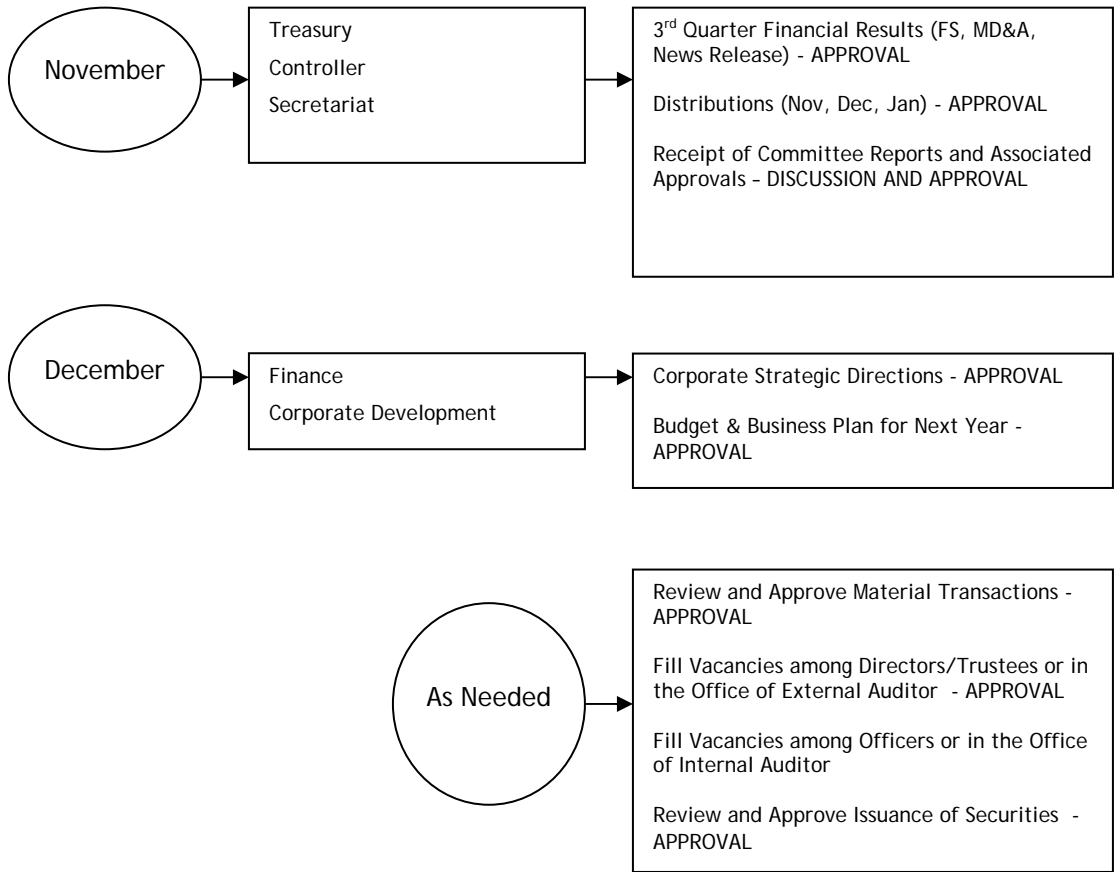 November
Treasury
Controller
Secretariat
3rd Quarter Financial Results (FS, MD&A,
News Release) - APPROVAL
Distributions (Nov, Dec, Jan) - APPROVAL
Receipt of Committee Reports and Associated
Approvals – DISCUSSION AND APPROVAL
December
Finance
Corporate Development
Corporate Strategic Directions - APPROVAL
Budget & Business Plan for Next Year -
APPROVAL
As Needed
Review and Approve Material Transactions -
APPROVAL
Fill Vacancies among Directors/Trustees or in
the Office of External Auditor - APPROVAL
Fill Vacancies among Officers or in the Office
of Internal Auditor
Review and Approve Issuance of Securities -
APPROVAL